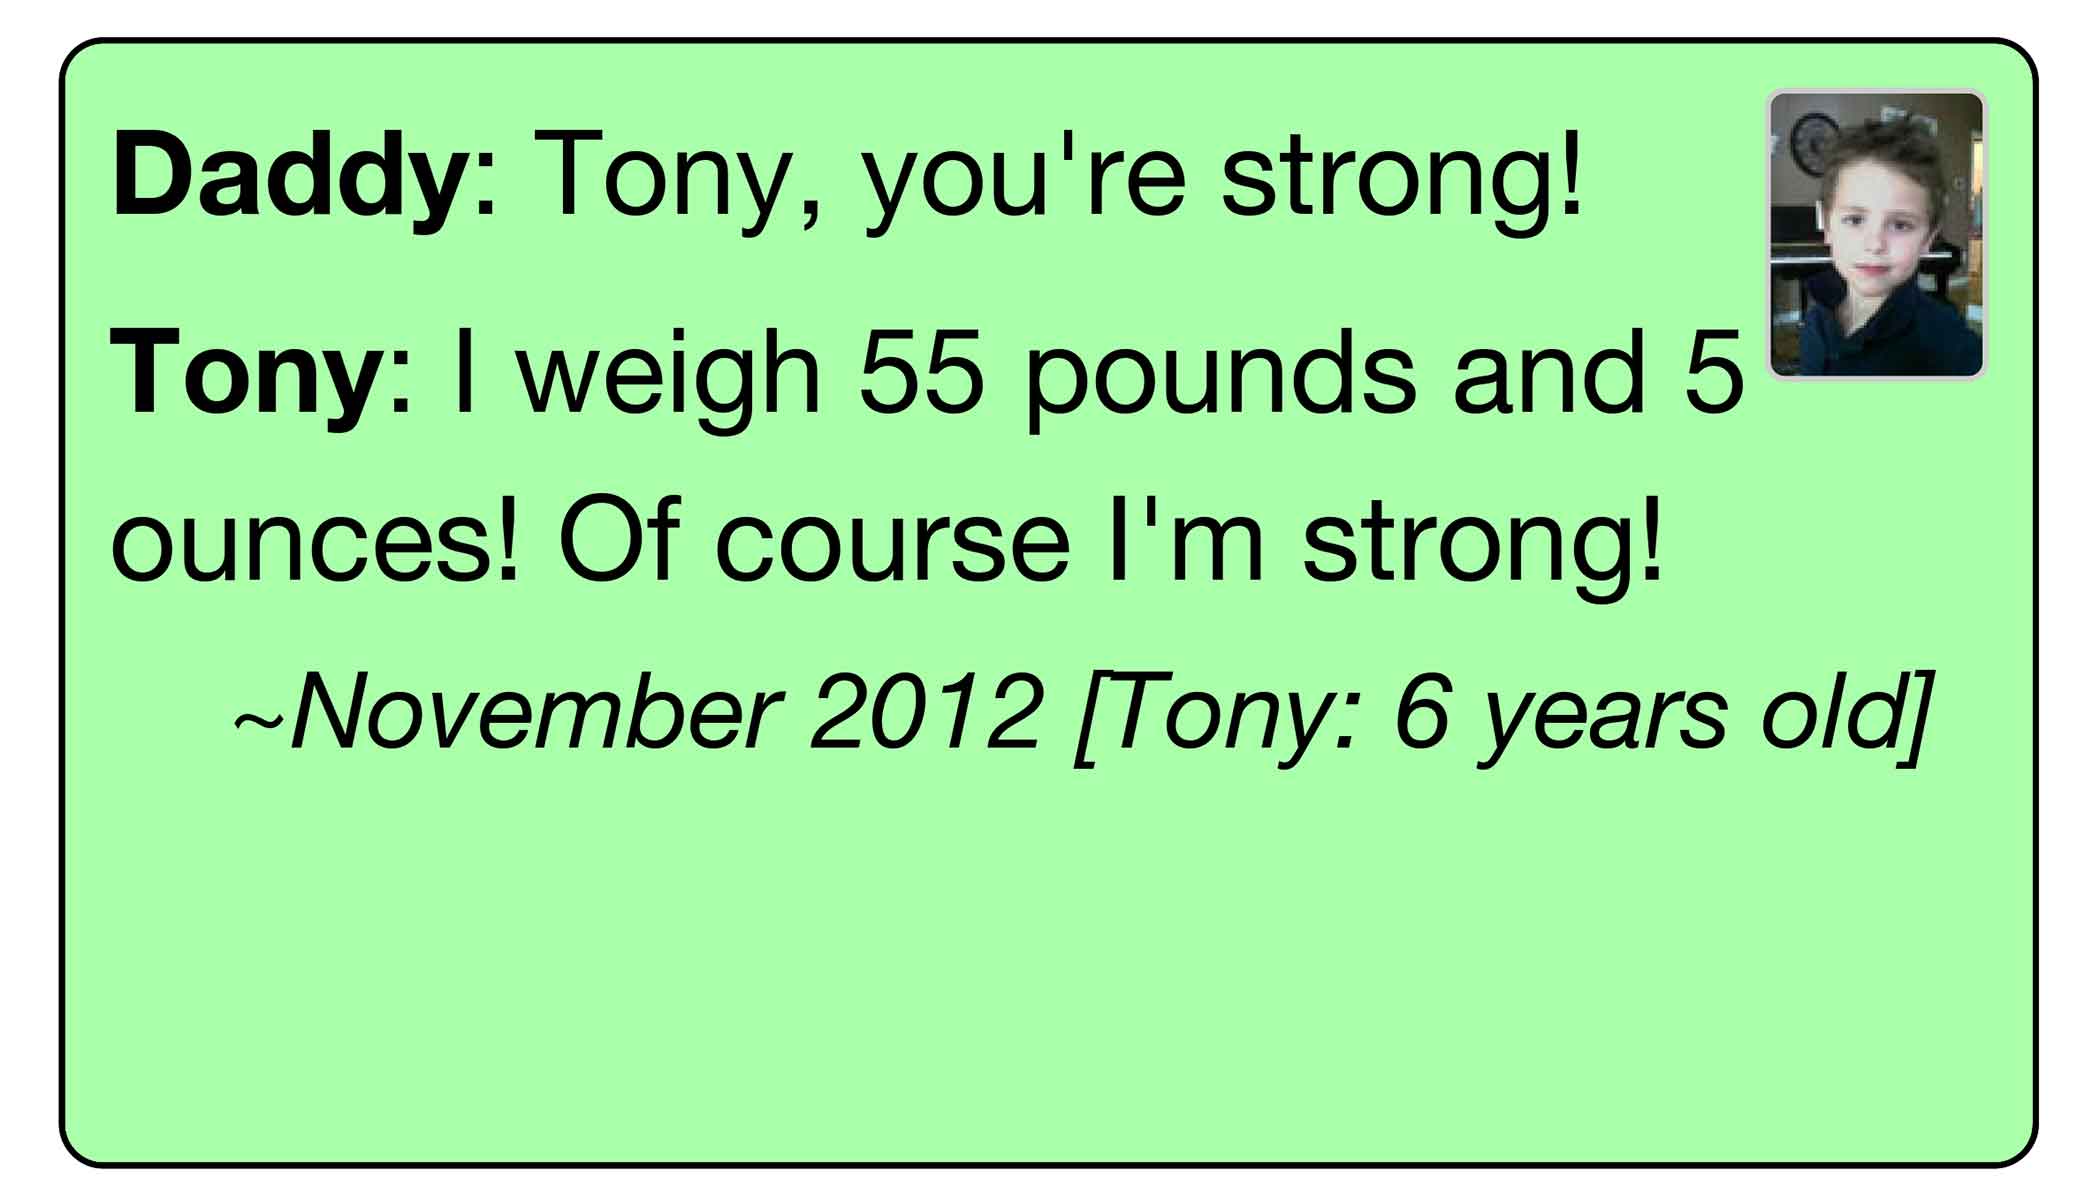 Daddy: Tony, you're strong!
Tony: I weigh 55 pounds and 5
ounces! Of course I'm strong!
~November 2012 [Tony: 6 years old]